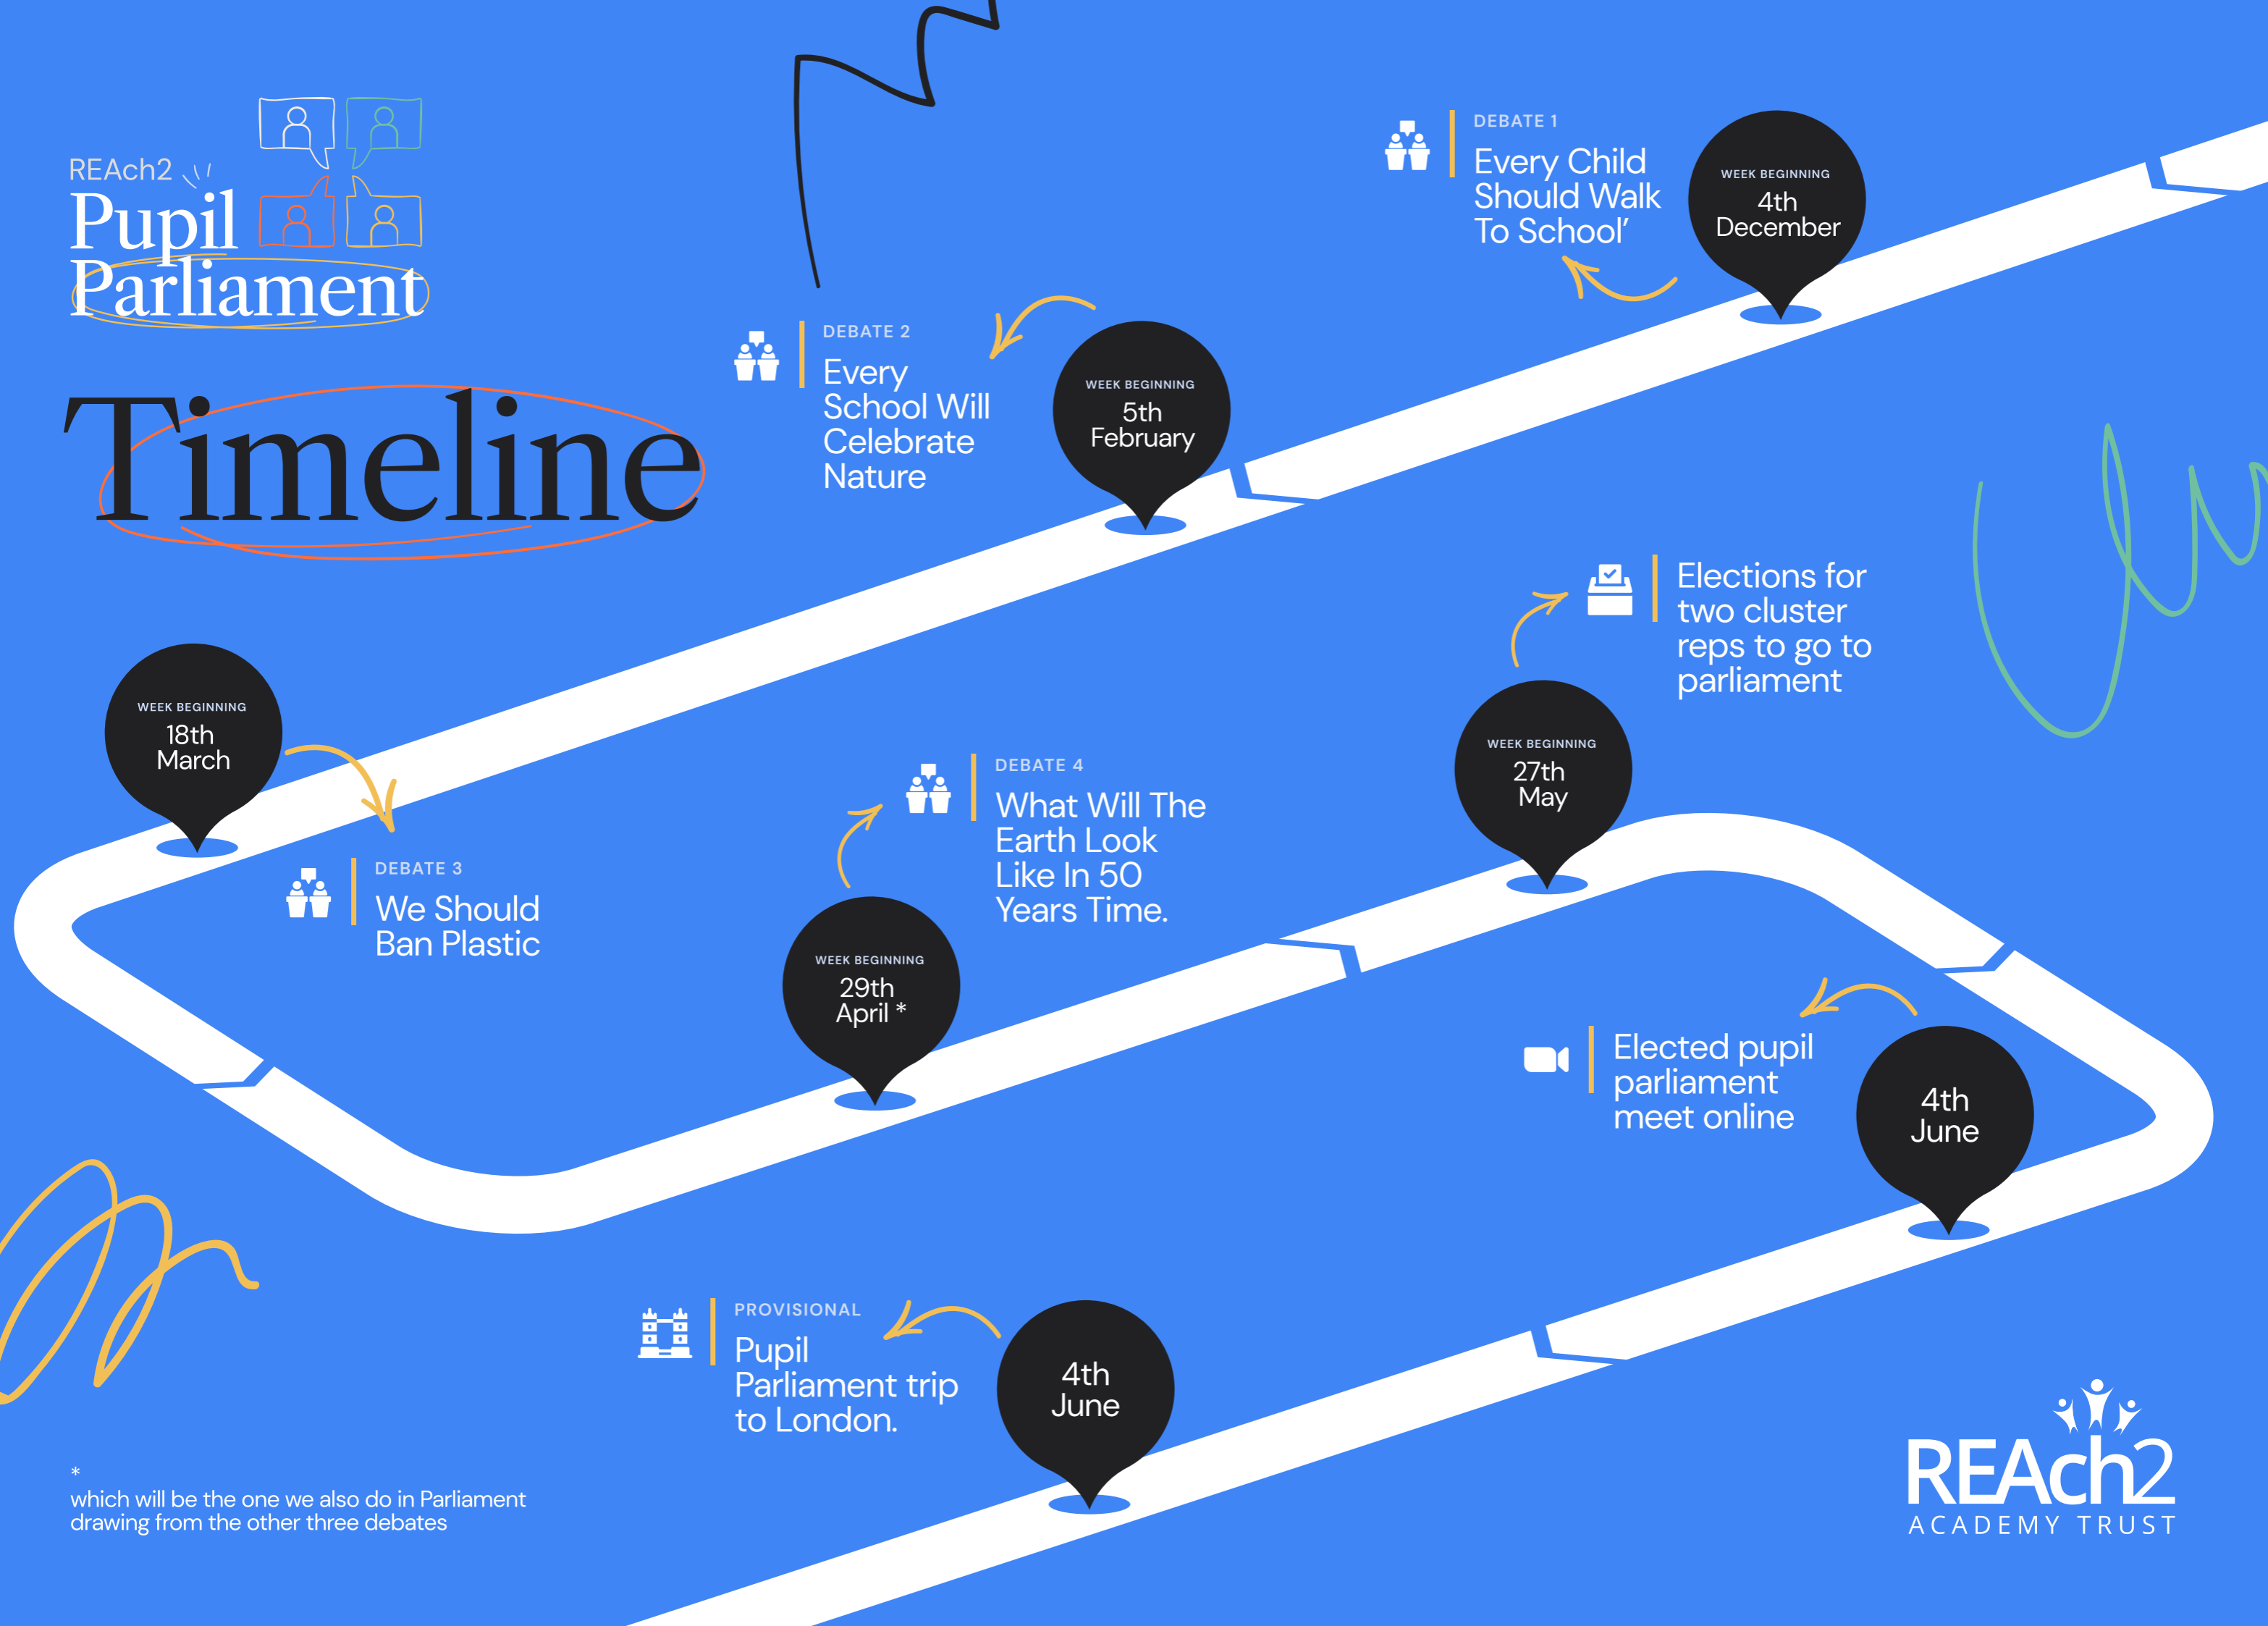 REAch2
Pupil
Parliament
Timeline
DEBATE 1
Every Child
Should Walk
To School’
WEEK BEGINNING
4th
December
DEBATE 2
Every
School Will
Celebrate
Nature
WEEK BEGINNING
5th
February
WEEK BEGINNING
18th
March
DEBATE 3
We Should
Ban Plastic
DEBATE 4
What Will The
Earth Look
Like In 50
Years Time.
WEEK BEGINNING
29th
April *
Elections for
two cluster
reps to go to
parliament
WEEK BEGINNING
27th
May
Elected pupil
parliament
meet online
4th
June
PROVISIONAL
Pupil
Parliament trip
to London.
4th
June
*
which will be the one we also do in Parliament
drawing from the other three debates
REAch2
ACADEMY TRUST